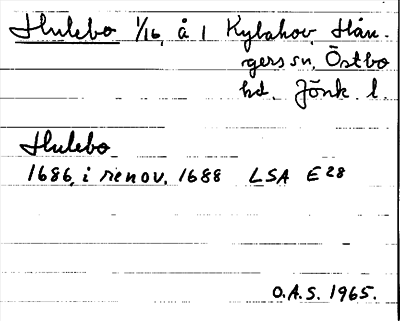 Hulebo 1/16, å 1 Kylahov, Hån-
gers sn, Östbo
hd. Jönk. l.
Hulebo
1686, i renov. 1688 LSA E28
O.A.S. 1965.